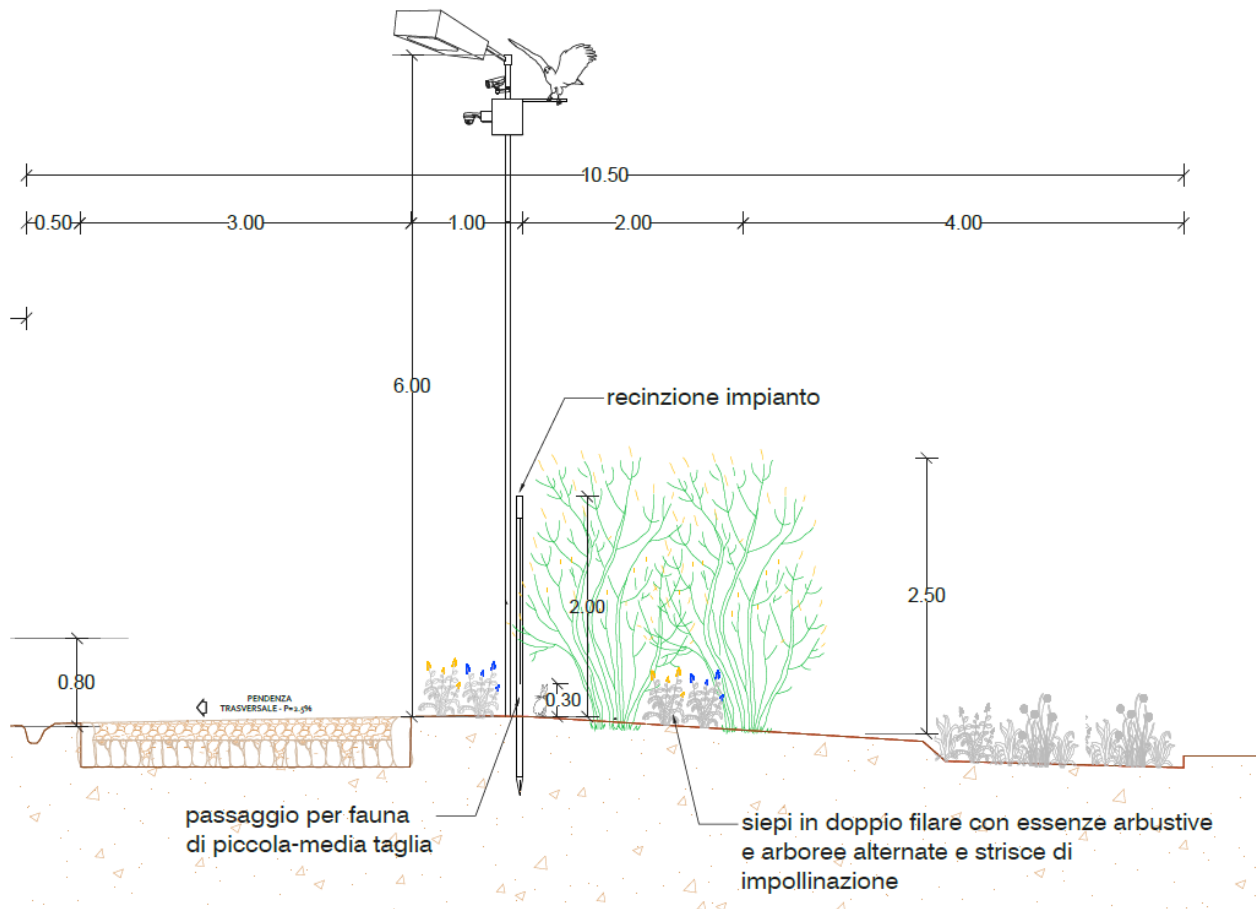 10.50
0.50
3.00
1.00
2.00
4.00
6.00
recinzione impianto
2.00
2.50
0.80
PENDENZA
TRASVERSALE - P=2.5%
0.30
passaggio per fauna
di piccola-media taglia
siepi in doppio filare con essenze arbustive
e arboree alternate e strisce di
impollinazione